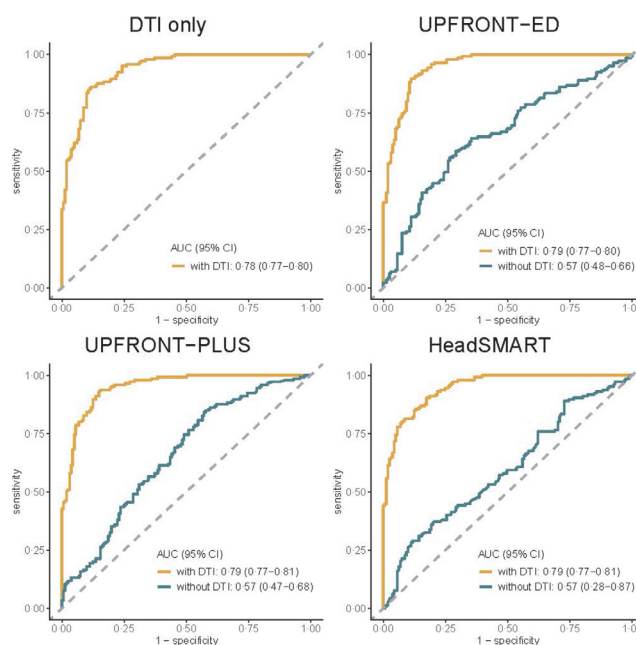 DTI only
1·00
0·75
0·50
0·25
0·00
sensitivity
AUC (95% CI)
with DTI: 0·78 (0·77−0·80)
0·00 0·25 0·50 0·75 1·00
1 − specificity
UPFRONT−ED
1·00
0·75
0·50
0·25
0·00
sensitivity
AUC (95% CI)
with DTI: 0·79 (0·77−0·80)
without DTI: 0·57 (0·48−0·66)
0·00 0·25 0·50 0·75 1·00
1 − specificity
UPFRONT−PLUS
1·00
0·75
0·50
0·25
0·00
sensitivity
AUC (95% CI)
with DTI: 0·79 (0·77−0·81)
without DTI: 0·57 (0·47−0·68)
0·00 0·25 0·50 0·75 1·00
1 − specificity
HeadSMART
1·00
0·75
0·50
0·25
0·00
sensitivity
AUC (95% CI)
with DTI: 0·79 (0·77−0·81)
without DTI: 0·57 (0·28−0·87)
0·00 0·25 0·50 0·75 1·00
1 − specificity